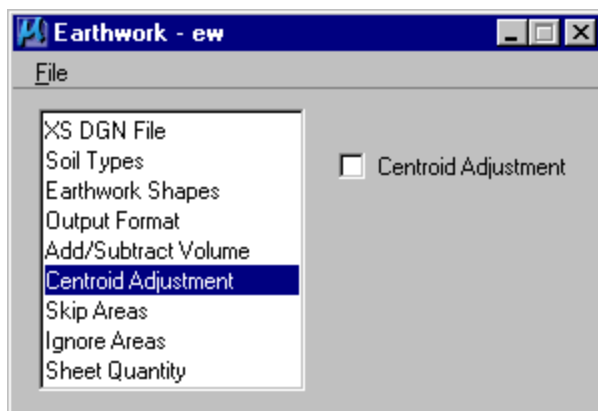 Earthwork - ew
File
XS DGN File
Soil Types
Earthwork Shapes
Output Format
Add/Subtract Volume
Centroid Adjustment
Skip Areas
Ignore Areas
Sheet Quantity
Centroid Adjustment